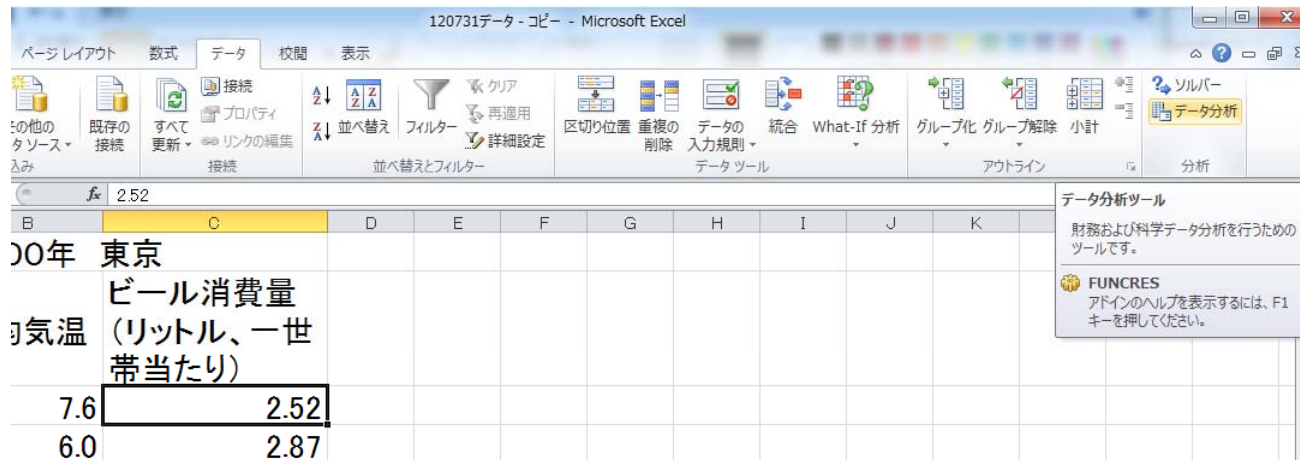 120731データ - コピー - Microsoft Excel
ページ レイアウト 数式 データ 校閲 表示
その他の
データ ソース
既存の
接続
すべて
更新
接続
プロパティ
リンクの編集
並べ替え
フィルター
クリア
再適用
詳細設定
区切り位置
重複の
削除
データの
入力規則
統合
What-If 分析
グループ化
グループ解除
小計
ソルバー
データ分析
接続
並べ替えとフィルター
データ ツール
アウトライン
分析
fx 2.52
B C D E F G H I J K
00年 東京
気温
ビール消費量
(リットル、一世
帯当たり)
7.6 2.52
6.0 2.87
データ分析ツール
財務および科学データ分析を行うための
ツールです。
FUNCRES
アドインのヘルプを表示するには、F1
キーを押してください。